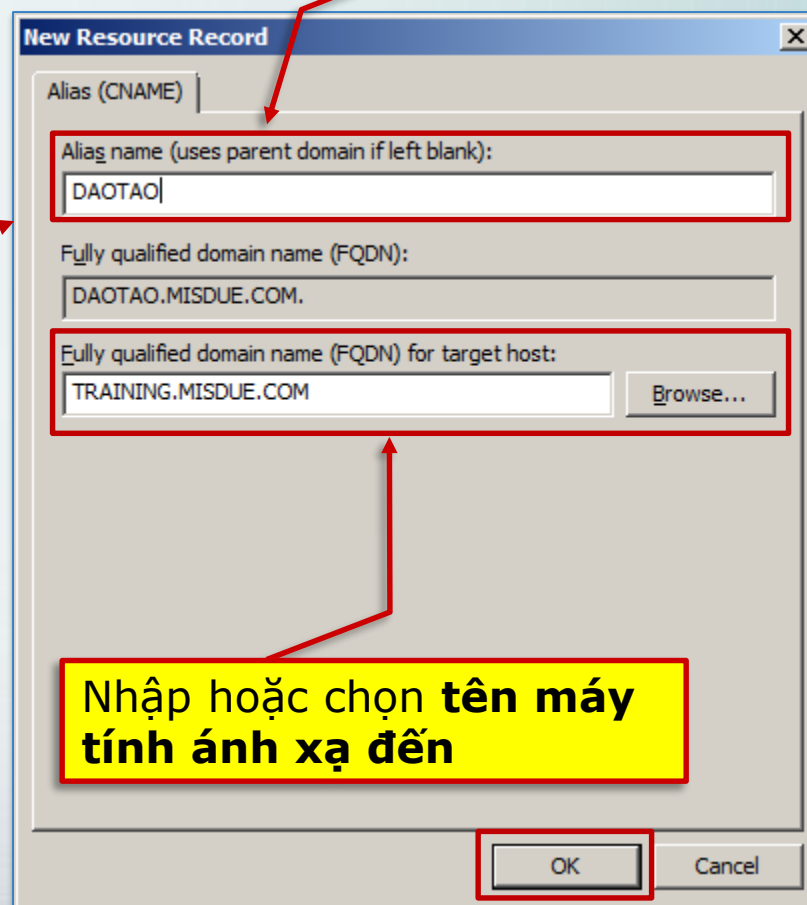 New Resource Record
Alias (CNAME)
Alias name (uses parent domain if left blank):
DAOTAO
Fully qualified domain name (FQDN):
DAOTAO.MISDUE.COM.
Fully qualified domain name (FQDN) for target host:
TRAINING.MISDUE.COM
Browse...
Nhập hoặc chọn tên máy
tính ánh xạ đến
OK
Cancel